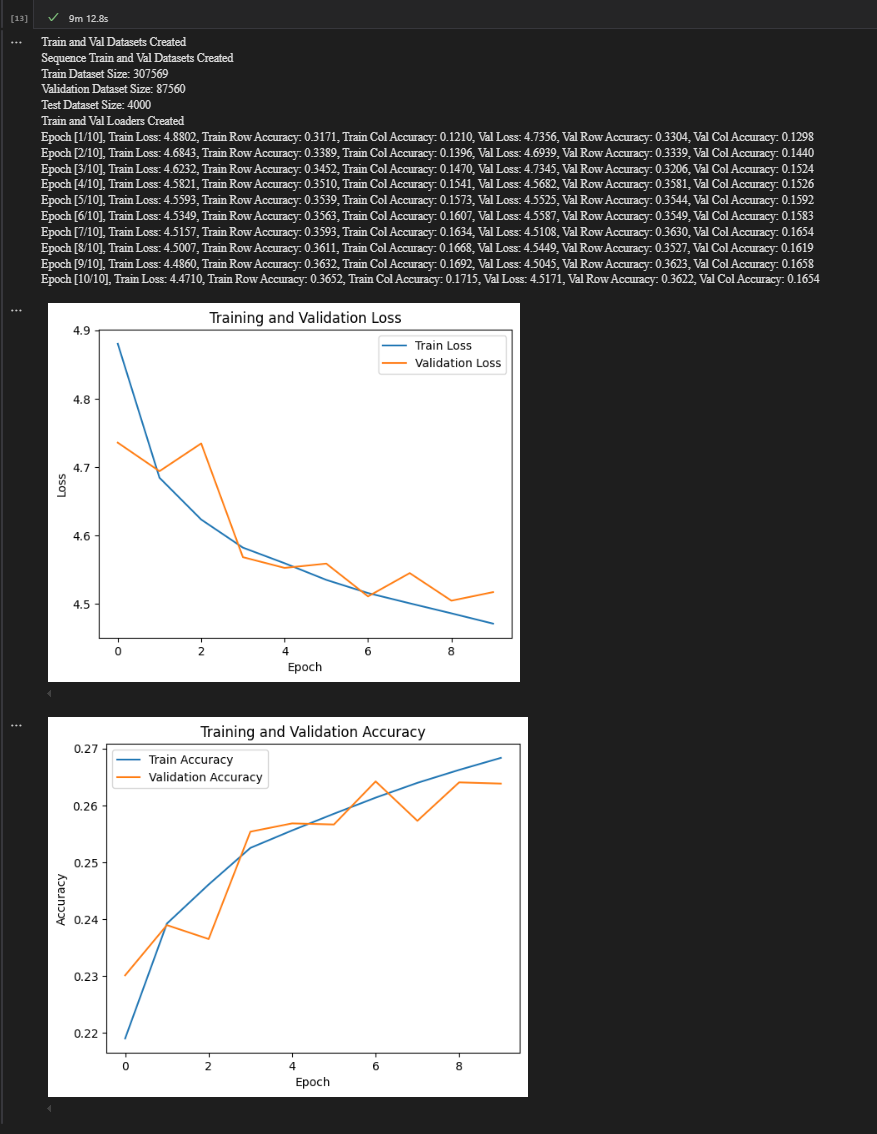 [13]
9m 12.8s
Train and Val Datasets Created
Sequence Train and Val Datasets Created
Train Dataset Size: 307569
Validation Dataset Size: 87560
Test Dataset Size: 4000
Train and Val Loaders Created
Epoch [1/10], Train Loss: 4.8802, Train Row Accuracy: 0.3171, Train Col Accuracy: 0.1210, Val Loss: 4.7356, Val Row Accuracy: 0.3304, Val Col Accuracy: 0.1298
Epoch [2/10], Train Loss: 4.6843, Train Row Accuracy: 0.3389, Train Col Accuracy: 0.1396, Val Loss: 4.6939, Val Row Accuracy: 0.3339, Val Col Accuracy: 0.1440
Epoch [3/10], Train Loss: 4.6232, Train Row Accuracy: 0.3452, Train Col Accuracy: 0.1470, Val Loss: 4.7345, Val Row Accuracy: 0.3206, Val Col Accuracy: 0.1524
Epoch [4/10], Train Loss: 4.5821, Train Row Accuracy: 0.3510, Train Col Accuracy: 0.1541, Val Loss: 4.5682, Val Row Accuracy: 0.3581, Val Col Accuracy: 0.1526
Epoch [5/10], Train Loss: 4.5593, Train Row Accuracy: 0.3539, Train Col Accuracy: 0.1573, Val Loss: 4.5525, Val Row Accuracy: 0.3544, Val Col Accuracy: 0.1592
Epoch [6/10], Train Loss: 4.5349, Train Row Accuracy: 0.3563, Train Col Accuracy: 0.1607, Val Loss: 4.5587, Val Row Accuracy: 0.3549, Val Col Accuracy: 0.1583
Epoch [7/10], Train Loss: 4.5157, Train Row Accuracy: 0.3593, Train Col Accuracy: 0.1634, Val Loss: 4.5108, Val Row Accuracy: 0.3630, Val Col Accuracy: 0.1654
Epoch [8/10], Train Loss: 4.5007, Train Row Accuracy: 0.3611, Train Col Accuracy: 0.1668, Val Loss: 4.5449, Val Row Accuracy: 0.3527, Val Col Accuracy: 0.1619
Epoch [9/10], Train Loss: 4.4860, Train Row Accuracy: 0.3632, Train Col Accuracy: 0.1692, Val Loss: 4.5045, Val Row Accuracy: 0.3623, Val Col Accuracy: 0.1658
Epoch [10/10], Train Loss: 4.4710, Train Row Accuracy: 0.3652, Train Col Accuracy: 0.1715, Val Loss: 4.5171, Val Row Accuracy: 0.3622, Val Col Accuracy: 0.1654
Training and Validation Loss
Train Loss
Validation Loss
4.9
4.8
4.7
4.6
4.5
Loss
0 2 4 6 8
Epoch
Training and Validation Accuracy
Train Accuracy
Validation Accuracy
0.27
0.26
0.25
0.24
0.23
0.22
Accuracy
0 2 4 6 8
Epoch